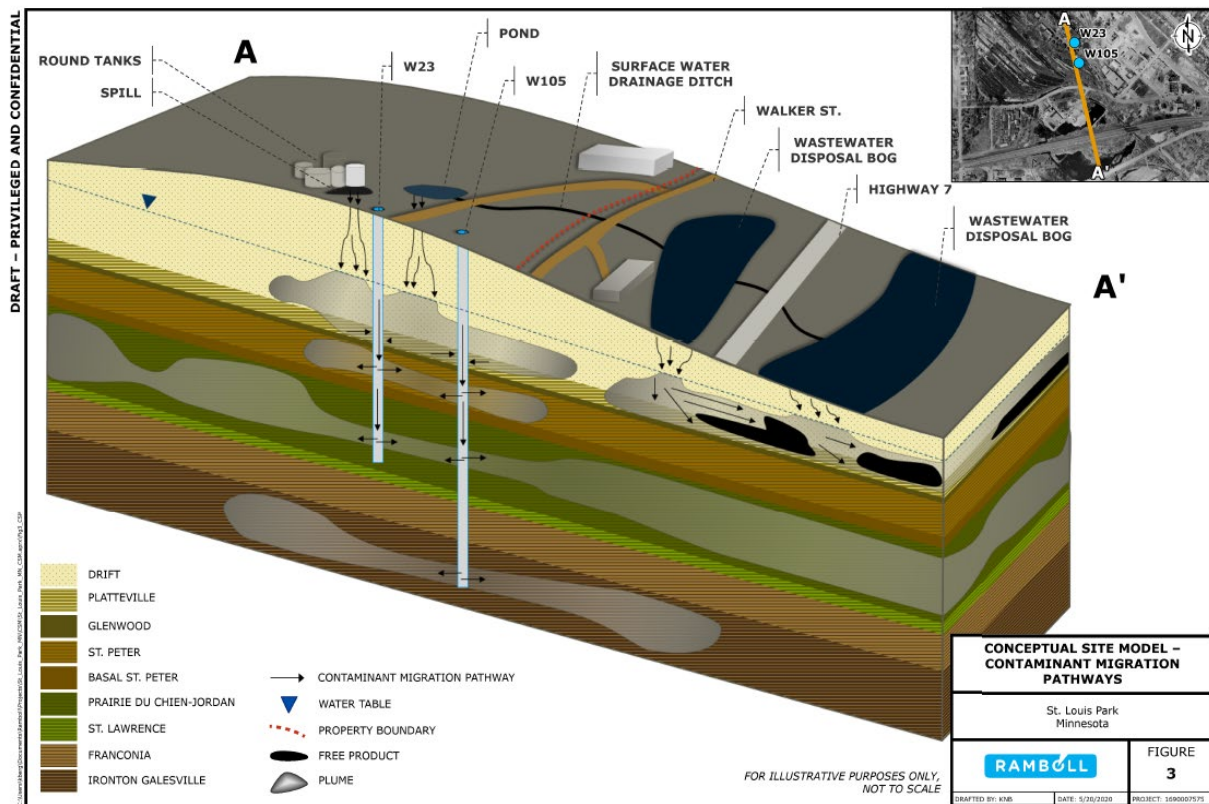 DRAFT – PRIVILEGED AND CONFIDENTIAL
A
ROUND TANKS
SPILL
POND
W23
W105
SURFACE WATER
DRAINAGE DITCH
WALKER ST.
WASTEWATER
DISPOSAL BOG
HIGHWAY 7
WASTEWATER
DISPOSAL BOG
A'
A
W23
W105
A'
N
DRIFT
PLATTEVILLE
GLENWOOD
ST. PETER
BASAL ST. PETER
PRAIRIE DU CHIEN-JORDAN
ST. LAWRENCE
FRANCONIA
IRONTON GALESVILLE
CONTAMINANT MIGRATION PATHWAY
WATER TABLE
PROPERTY BOUNDARY
FREE PRODUCT
PLUME
FOR ILLUSTRATIVE PURPOSES ONLY,
NOT TO SCALE
CONCEPTUAL SITE MODEL –
CONTAMINANT MIGRATION
PATHWAYS
St. Louis Park
Minnesota
RAMBOLL
FIGURE
3
DRAFTED BY: KNB
DATE: 5/20/2020
PROJECT: 1690007575